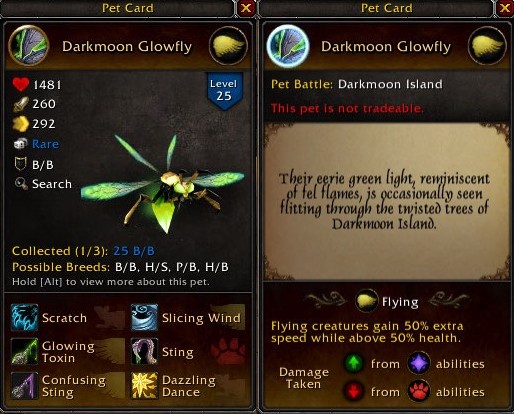 Pet Card
Darkmoon Glowfly
1481
Level
25
260
292
Rare
B/B
Search
Collected (1/3): 25 B/B
Possible Breeds: B/B, H/S, P/B, H/B
Hold [Alt] to view more about this pet.
Scratch
Slicing Wind
Glowing
Toxin
Sting
Confusing
Sting
Dazzling
Dance
Pet Card
Darkmoon Glowfly
Pet Battle: Darkmoon Island
This pet is not tradeable.
Their eerie green light, reminiscent
of fel flames, is occasionally seen
flitting through the twisted trees of
Darkmoon Island.
Flying
Flying creatures gain 50% extra
speed while above 50% health.
Damage
Taken
from abilities
from abilities